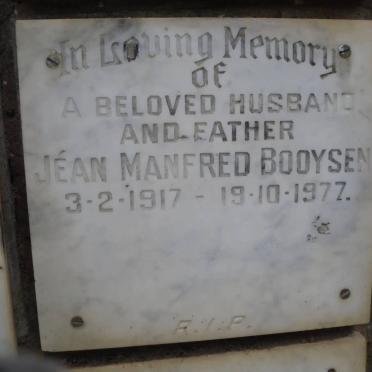 In Loving Memory
of
A BELOVED HUSBAND
AND FATHER
JÉAN MANFRED BOOYSEN
3-2-1917 - 19-10-1977.
R.I.P.